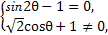 {sin2θ − 1 = 0,
√2cosθ + 1 ≠ 0,